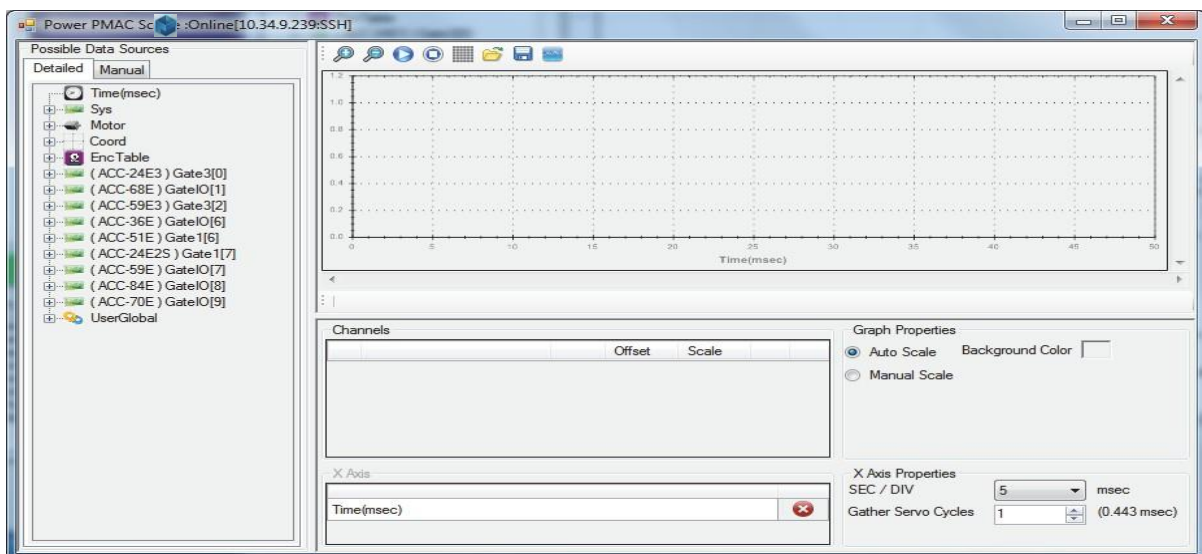 Power PMAC Sc :Online[10.34.9.239:SSH]
Possible Data Sources
Detailed Manual
Time(msec)
Sys
Motor
Coord
EncTable
( ACC-24E3 ) Gate3[0]
( ACC-68E ) GateIO[1]
( ACC-59E3 ) Gate3[2]
( ACC-36E ) GateIO[6]
( ACC-51E ) Gate1[6]
( ACC-24E2S ) Gate1[7]
( ACC-59E ) GateIO[7]
( ACC-84E ) GateIO[8]
( ACC-70E ) GateIO[9]
UserGlobal
1.2
1.0
0.8
0.6
0.4
0.2
0.0
0 5 10 15 20 25 30 35 40 45 50
Time(msec)
Channels
Offset Scale
Graph Properties
Auto Scale Background Color
Manual Scale
X Axis
Time(msec)
X Axis Properties
SEC / DIV 5 msec
Gather Servo Cycles 1 (0.443 msec)